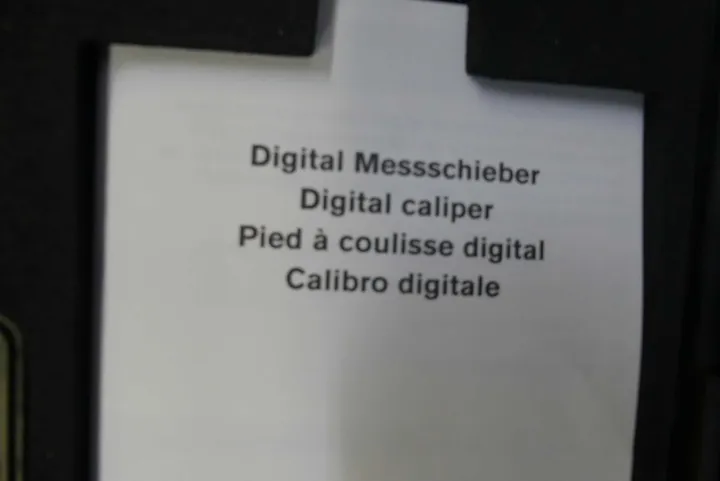 Digital Messschieber
Digital caliper
Pied à coulisse digital
Calibro digitale